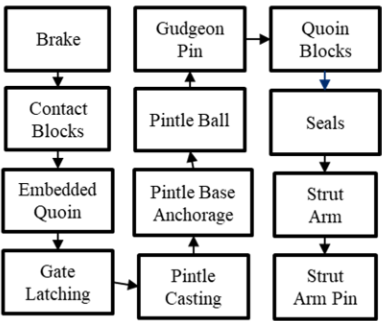 Brake
Contact
Blocks
Embedded
Quoin
Gate
Latching
Pintle
Casting
Pintle Base
Anchorage
Pintle Ball
Gudgeon
Pin
Quoin
Blocks
Seals
Strut
Arm
Strut
Arm Pin